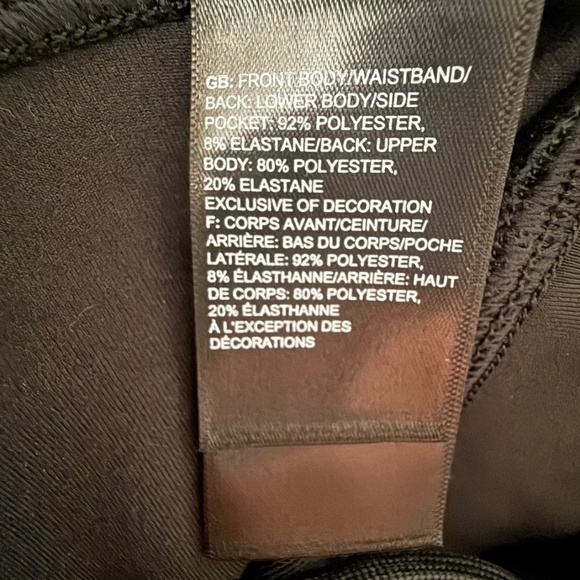 GB: FRONT BODY/WAISTBAND/
BACK: LOWER BODY/SIDE
POCKET: 92% POLYESTER,
8% ELASTANE/BACK: UPPER
BODY: 80% POLYESTER,
20% ELASTANE
EXCLUSIVE OF DECORATION
F: CORPS AVANT/CEINTURE/
ARRIÈRE: BAS DU CORPS/POCHE
LATÉRALE: 92% POLYESTER,
8% ÉLASTHANNE/ARRIÈRE: HAUT
DE CORPS: 80% POLYESTER,
20% ÉLASTHANNE
À L'EXCEPTION DES
DÉCORATIONS